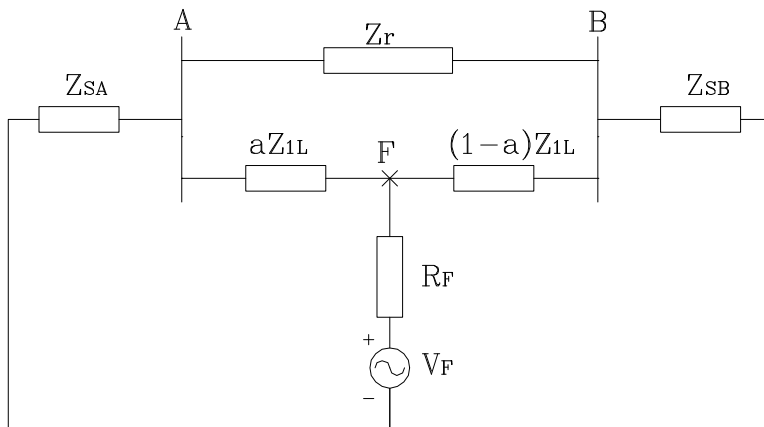 A
Zr
B
ZSA
ZSB
aZ1L
F
(1-a)Z1L
RF
+
VF
-